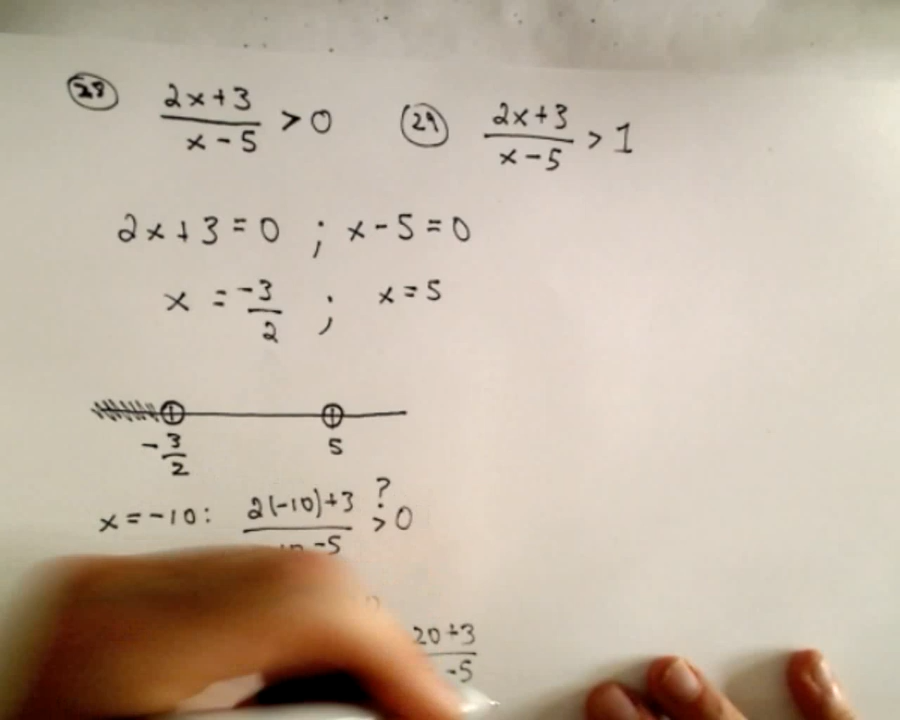 28 (2x+3)/(x-5) > 0
29 (2x+3)/(x-5) > 1
2x+3=0 ; x-5=0
x = -3/2 ; x=5
-3/2 5
x=-10: (2(-10)+3)/(-5) ?> 0
20+3
-5